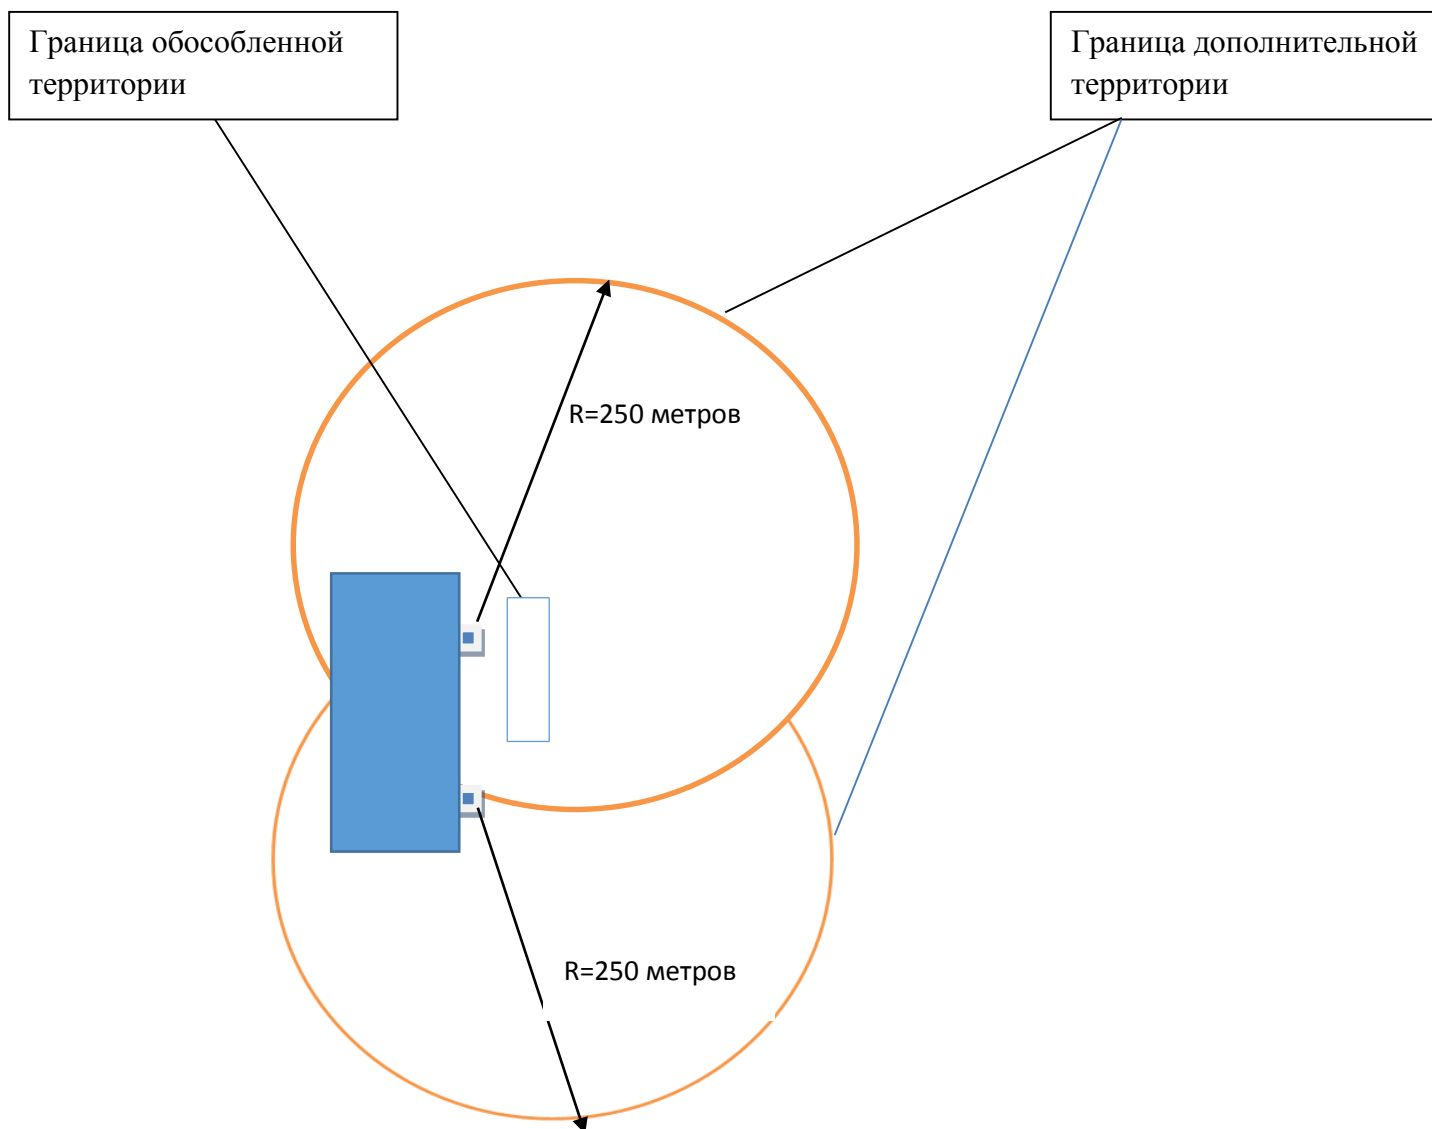 Граница обособленной
территории
Граница дополнительной
территории
R=250 метров
R=250 метров